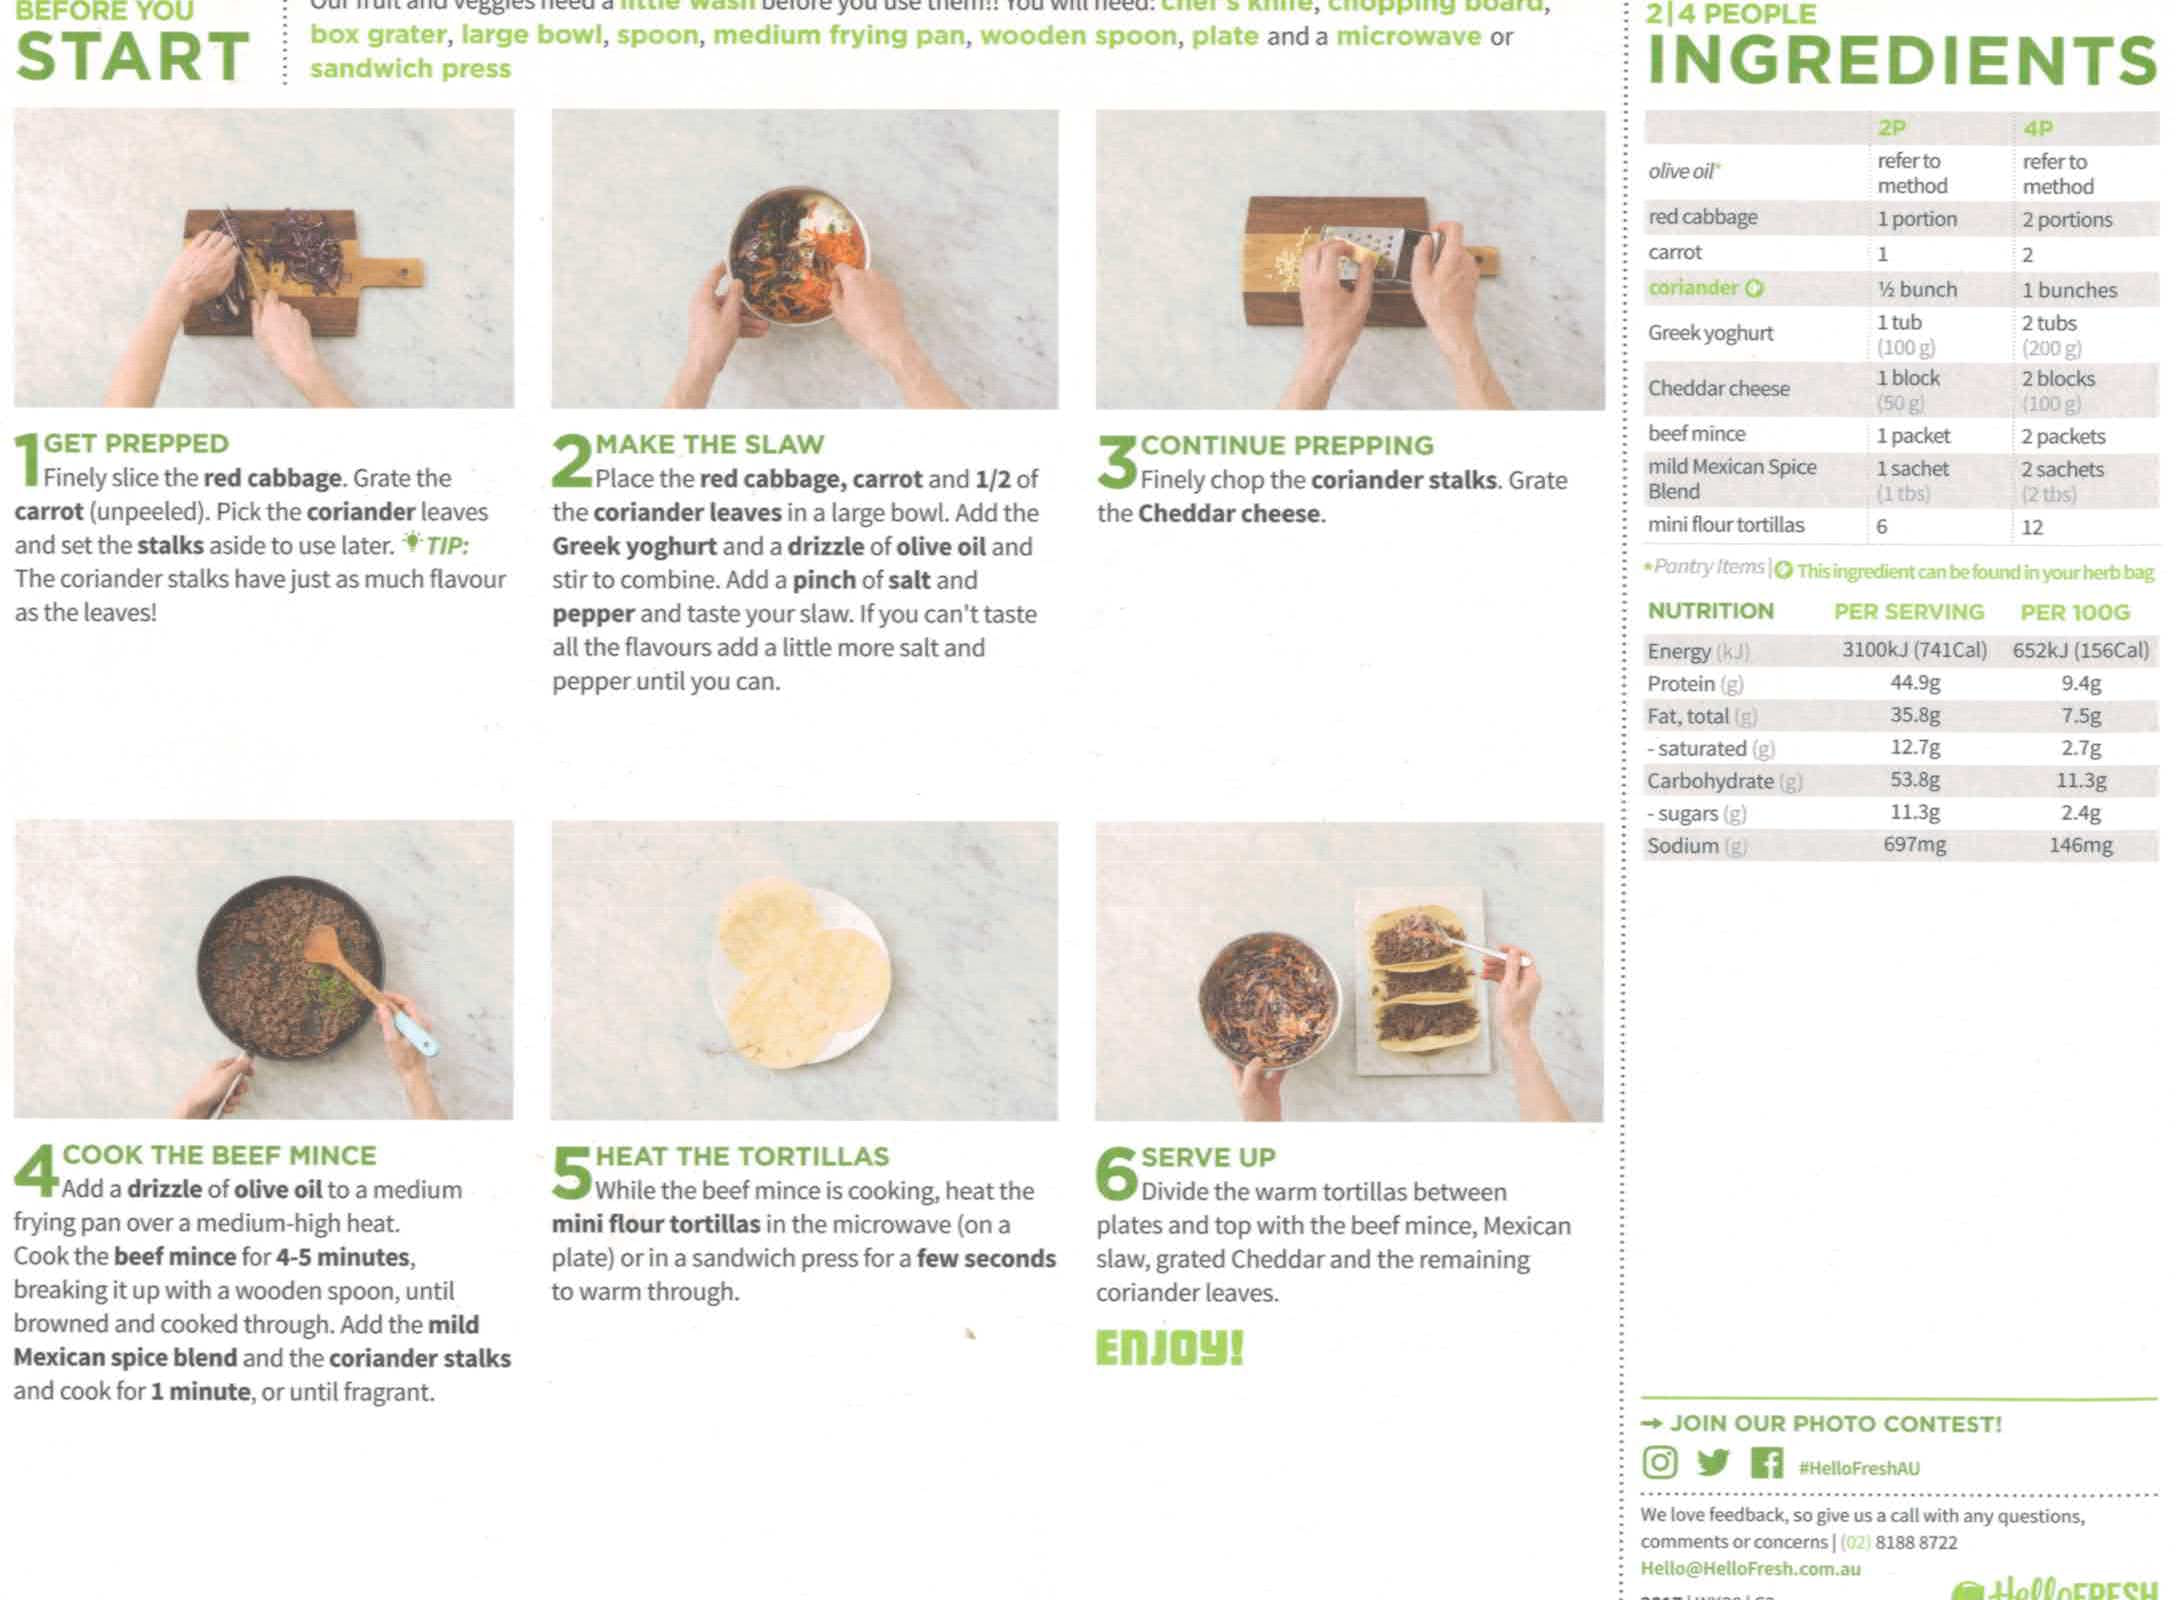 BEFORE YOU
START
Our fruit and veggies need a little wash before you use them!! You will need: chef's knife, chopping board,
box grater, large bowl, spoon, medium frying pan, wooden spoon, plate and a microwave or
sandwich press
1 GET PREPPED
Finely slice the red cabbage. Grate the
carrot (unpeeled). Pick the coriander leaves
and set the stalks aside to use later. TIP:
The coriander stalks have just as much flavour
as the leaves!
2 MAKE THE SLAW
Place the red cabbage, carrot and 1/2 of
the coriander leaves in a large bowl. Add the
Greek yoghurt and a drizzle of olive oil and
stir to combine. Add a pinch of salt and
pepper and taste your slaw. If you can't taste
all the flavours add a little more salt and
pepper until you can.
3 CONTINUE PREPPING
Finely chop the coriander stalks. Grate
the Cheddar cheese.
4 COOK THE BEEF MINCE
Add a drizzle of olive oil to a medium
frying pan over a medium-high heat.
Cook the beef mince for 4-5 minutes,
breaking it up with a wooden spoon, until
browned and cooked through. Add the mild
Mexican spice blend and the coriander stalks
and cook for 1 minute, or until fragrant.
5 HEAT THE TORTILLAS
While the beef mince is cooking, heat the
mini flour tortillas in the microwave (on a
plate) or in a sandwich press for a few seconds
to warm through.
6 SERVE UP
Divide the warm tortillas between
plates and top with the beef mince, Mexican
slaw, grated Cheddar and the remaining
coriander leaves.
ENJOY!
2|4 PEOPLE
INGREDIENTS
2P 4P
olive oil* refer to method refer to method
red cabbage 1 portion 2 portions
carrot 1 2
coriander ½ bunch 1 bunches
Greek yoghurt 1 tub (100 g) 2 tubs (200 g)
Cheddar cheese 1 block (50 g) 2 blocks (100 g)
beef mince 1 packet 2 packets
mild Mexican Spice Blend 1 sachet (1 tbs) 2 sachets (2 tbs)
mini flour tortillas 6 12
*Pantry Items | This ingredient can be found in your herb bag
NUTRITION PER SERVING PER 100G
Energy (kJ) 3100kJ (741Cal) 652kJ (156Cal)
Protein (g) 44.9g 9.4g
Fat, total (g) 35.8g 7.5g
- saturated (g) 12.7g 2.7g
Carbohydrate (g) 53.8g 11.3g
- sugars (g) 11.3g 2.4g
Sodium (g) 697mg 146mg
→ JOIN OUR PHOTO CONTEST!
#HelloFreshAU
We love feedback, so give us a call with any questions,
comments or concerns | (02) 8188 8722
Hello@HelloFresh.com.au
HelloFRESH